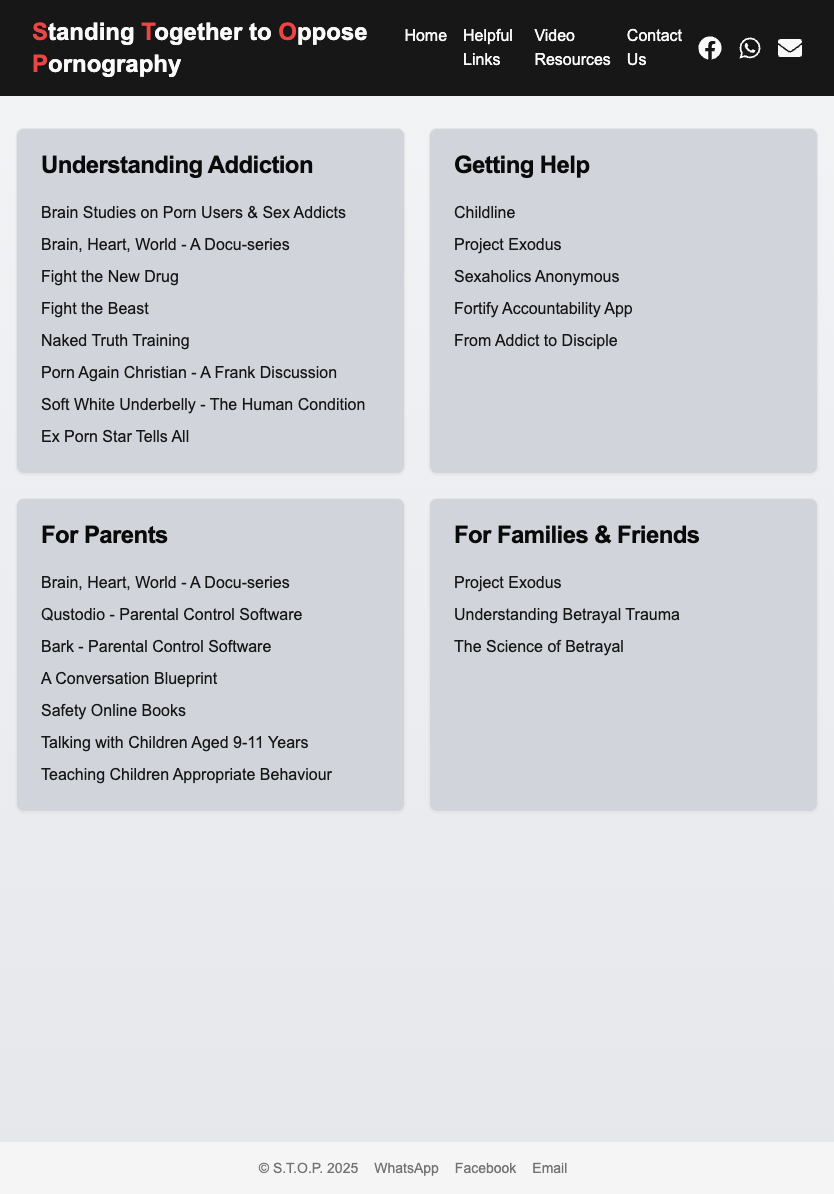 Standing Together to Oppose
Pornography
Home
Helpful
Links
Video
Resources
Contact
Us
Understanding Addiction
Brain Studies on Porn Users & Sex Addicts
Brain, Heart, World - A Docu-series
Fight the New Drug
Fight the Beast
Naked Truth Training
Porn Again Christian - A Frank Discussion
Soft White Underbelly - The Human Condition
Ex Porn Star Tells All
Getting Help
Childline
Project Exodus
Sexaholics Anonymous
Fortify Accountability App
From Addict to Disciple
For Parents
Brain, Heart, World - A Docu-series
Qustodio - Parental Control Software
Bark - Parental Control Software
A Conversation Blueprint
Safety Online Books
Talking with Children Aged 9-11 Years
Teaching Children Appropriate Behaviour
For Families & Friends
Project Exodus
Understanding Betrayal Trauma
The Science of Betrayal
© S.T.O.P. 2025 WhatsApp Facebook Email